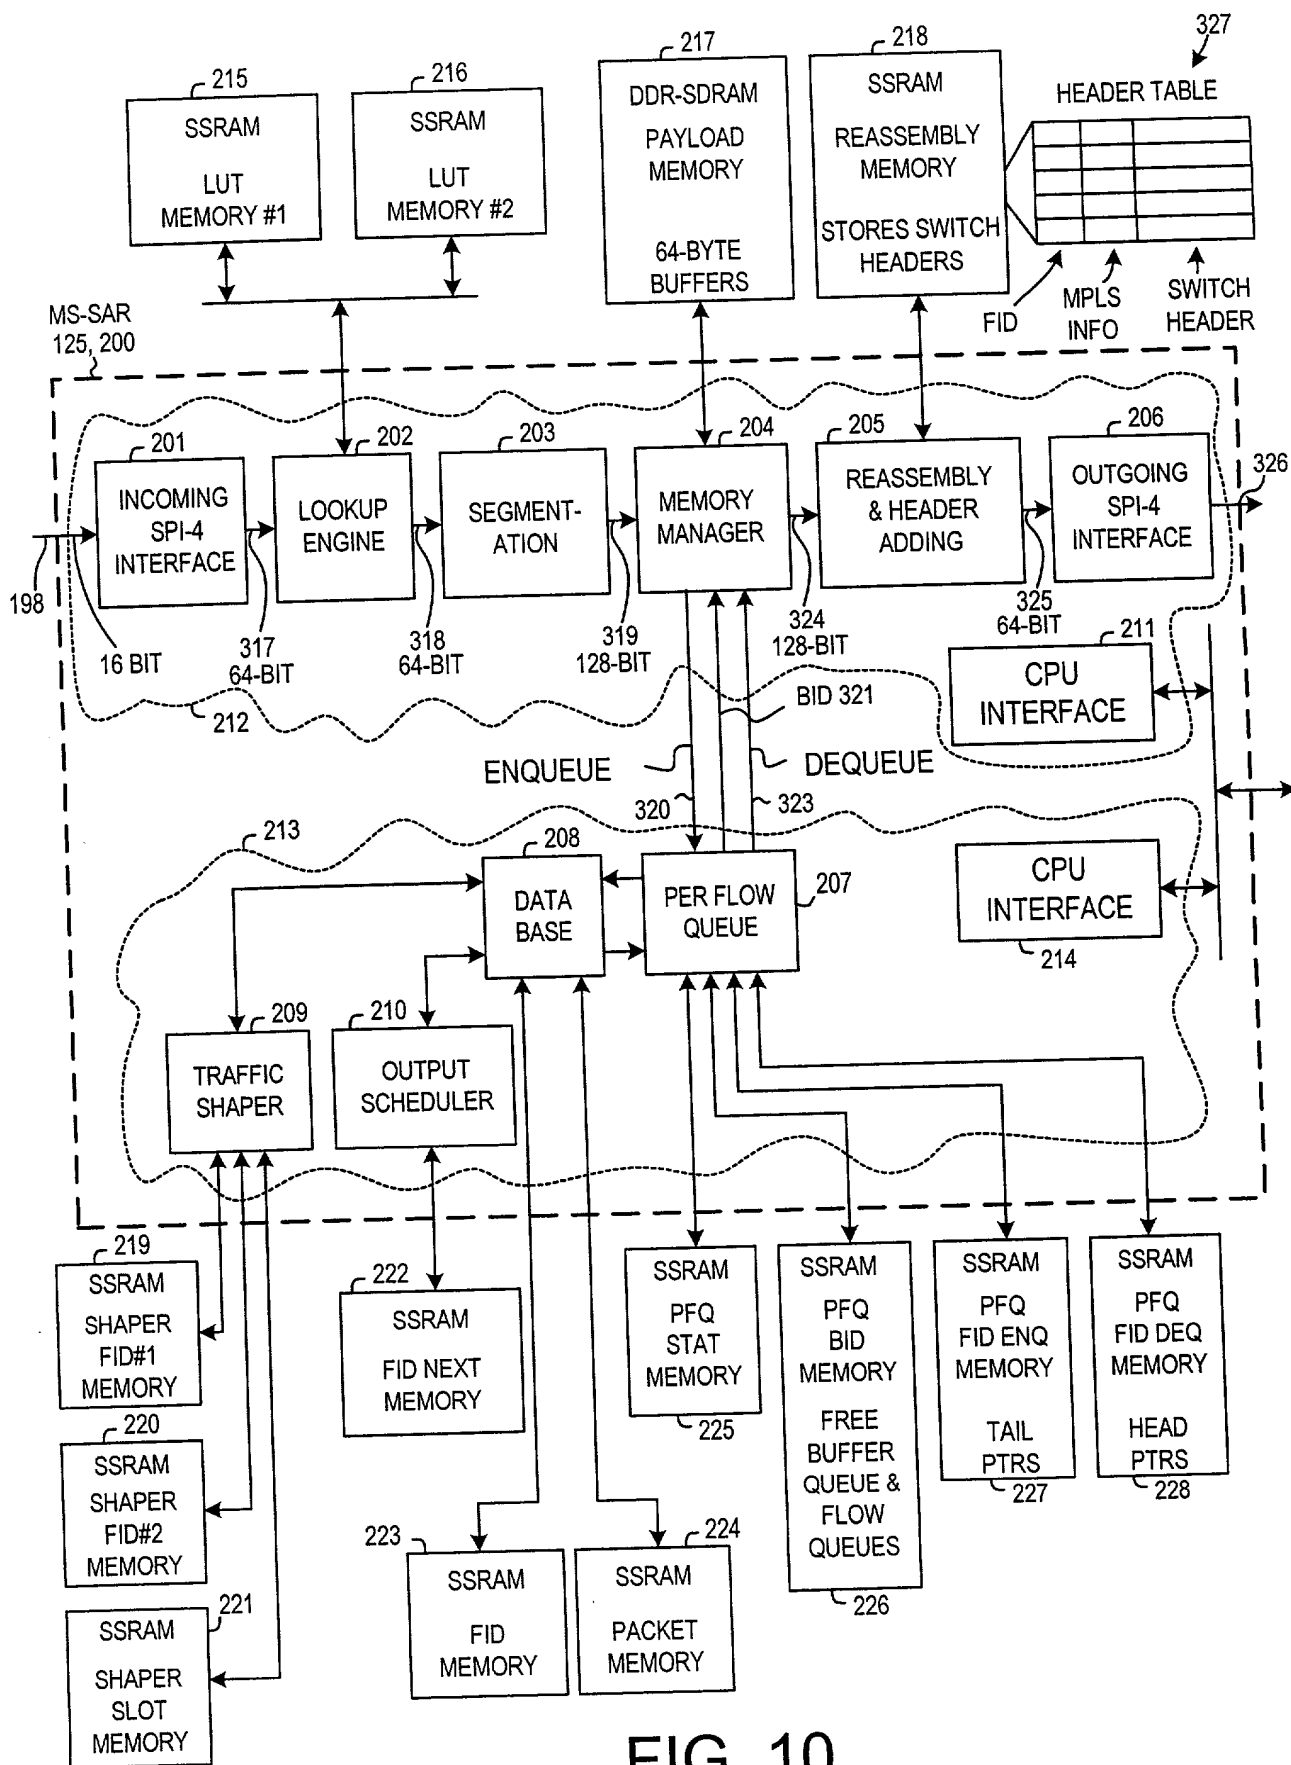 327
217
218
HEADER TABLE
215
216
SSRAM
LUT
MEMORY #1
SSRAM
LUT
MEMORY #2
DDR-SDRAM
PAYLOAD
MEMORY
64-BYTE
BUFFERS
SSRAM
REASSEMBLY
MEMORY
STORES SWITCH
HEADERS
FID
MPLS
INFO
SWITCH
HEADER
MS-SAR
125, 200
201
202
203
204
205
206
INCOMING
SPI-4
INTERFACE
LOOKUP
ENGINE
SEGMENT-
ATION
MEMORY
MANAGER
REASSEMBLY
& HEADER
ADDING
OUTGOING
SPI-4
INTERFACE
326
198
16 BIT
317
64-BIT
318
64-BIT
319
128-BIT
324
128-BIT
325
64-BIT
211
CPU
INTERFACE
212
BID 321
ENQUEUE
DEQUEUE
320
323
213
208
207
DATA
BASE
PER FLOW
QUEUE
CPU
INTERFACE
214
209
210
TRAFFIC
SHAPER
OUTPUT
SCHEDULER
219
SSRAM
SHAPER
FID#1
MEMORY
222
SSRAM
FID NEXT
MEMORY
SSRAM
PFQ
STAT
MEMORY
225
SSRAM
PFQ
BID
MEMORY
FREE
BUFFER
QUEUE &
FLOW
QUEUES
226
SSRAM
PFQ
FID ENQ
MEMORY
TAIL
PTRS
227
SSRAM
PFQ
FID DEQ
MEMORY
HEAD
PTRS
228
220
SSRAM
SHAPER
FID#2
MEMORY
221
SSRAM
SHAPER
SLOT
MEMORY
223
SSRAM
FID
MEMORY
224
SSRAM
PACKET
MEMORY
FIG. 10